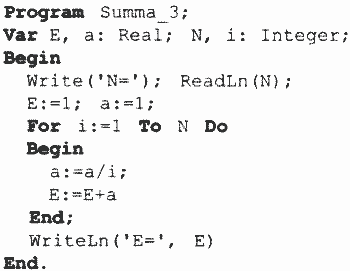 Program Summa_3;
Var E, a: Real; N, i: Integer;
Begin
Write('N='); ReadLn(N);
E:=1; a:=1;
For i:=1 To N Do
Begin
a:=a/i;
E:=E+a
End;
WriteLn('E=', E)
End.